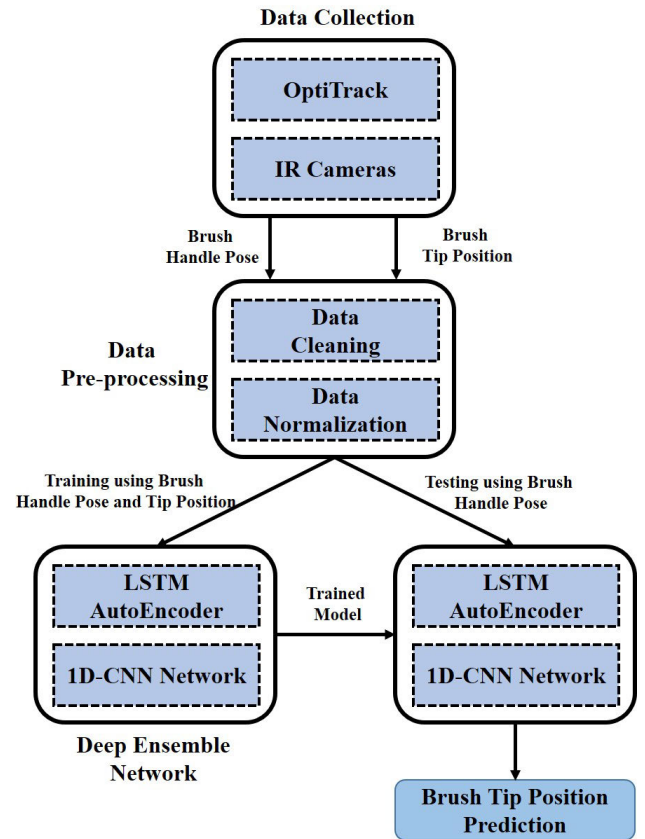 Data Collection
OptiTrack
IR Cameras
Brush
Handle Pose
Brush
Tip Position
Data
Pre-processing
Data
Cleaning
Data
Normalization
Training using Brush
Handle Pose and Tip Position
Testing using Brush
Handle Pose
LSTM
AutoEncoder
1D-CNN Network
Trained
Model
LSTM
AutoEncoder
1D-CNN Network
Deep Ensemble
Network
Brush Tip Position
Prediction